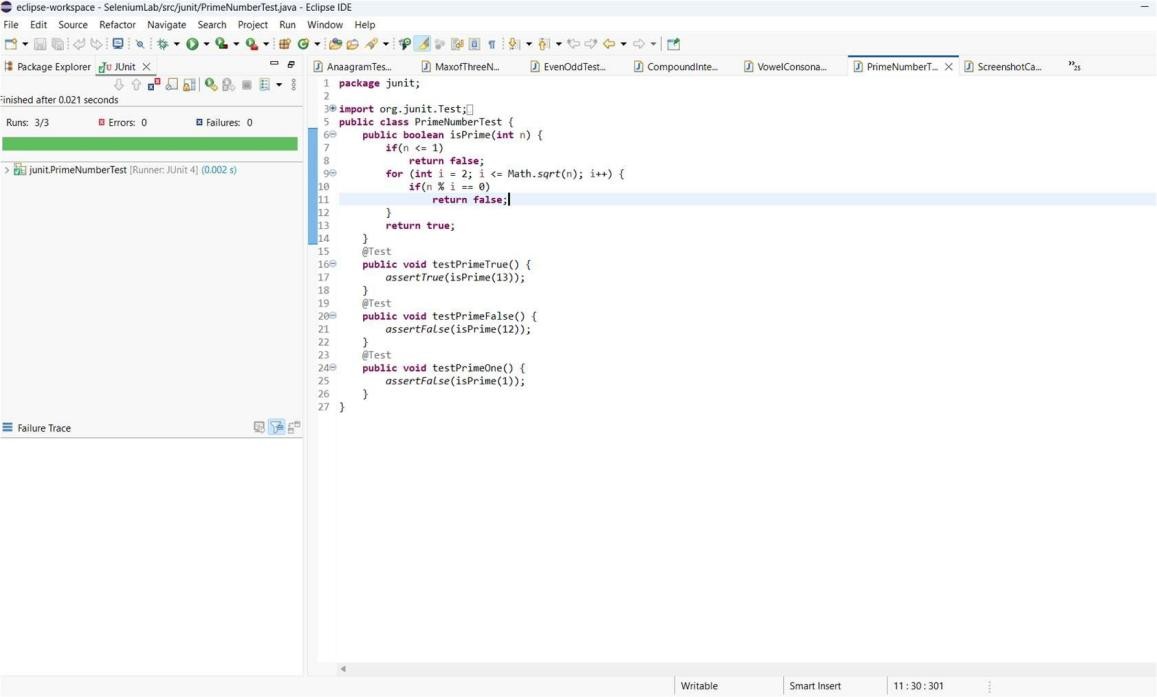 eclipse-workspace - SeleniumLab/src/junit/PrimeNumberTest.java - Eclipse IDE
File Edit Source Refactor Navigate Search Project Run Window Help
Package Explorer JUnit
AnaagramTes... MaxofThreeN... EvenOddTest... CompoundInte... VowelConsona... PrimeNumberT... ScreenshotCa... 25
Finished after 0.021 seconds
Runs: 3/3 Errors: 0 Failures: 0
junit.PrimeNumberTest [Runner: JUnit 4] (0.002 s)
Failure Trace
1 package junit;
2
3 import org.junit.Test;
5 public class PrimeNumberTest {
6 public boolean isPrime(int n) {
7 if(n <= 1)
8 return false;
9 for (int i = 2; i <= Math.sqrt(n); i++) {
10 if(n % i == 0)
11 return false;
12 }
13 return true;
14 }
15 @Test
16 public void testPrimeTrue() {
17 assertTrue(isPrime(13));
18 }
19 @Test
20 public void testPrimeFalse() {
21 assertFalse(isPrime(12));
22 }
23 @Test
24 public void testPrimeOne() {
25 assertFalse(isPrime(1));
26 }
27 }
Writable Smart Insert 11 : 30 : 301